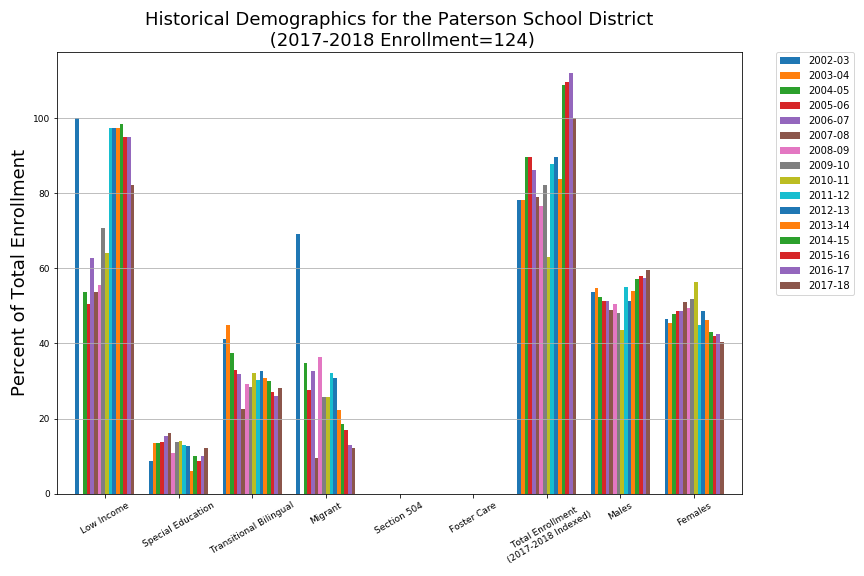 Historical Demographics for the Paterson School District
(2017-2018 Enrollment=124)
Percent of Total Enrollment
100
80
60
40
20
0
Low Income
Special Education
Transitional Bilingual
Migrant
Section 504
Foster Care
Total Enrollment
(2017-2018 Indexed)
Males
Females
2002-03
2003-04
2004-05
2005-06
2006-07
2007-08
2008-09
2009-10
2010-11
2011-12
2012-13
2013-14
2014-15
2015-16
2016-17
2017-18